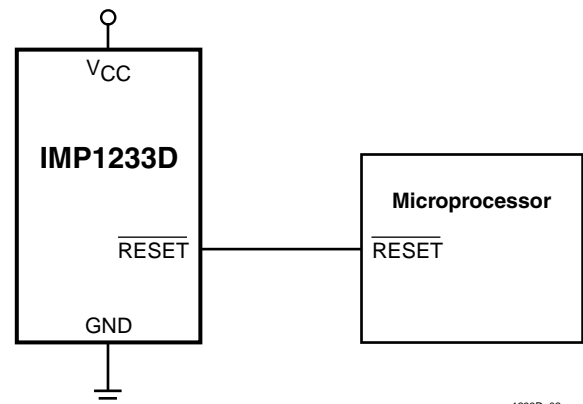 VCC
IMP1233D
Microprocessor
RESET
RESET
GND